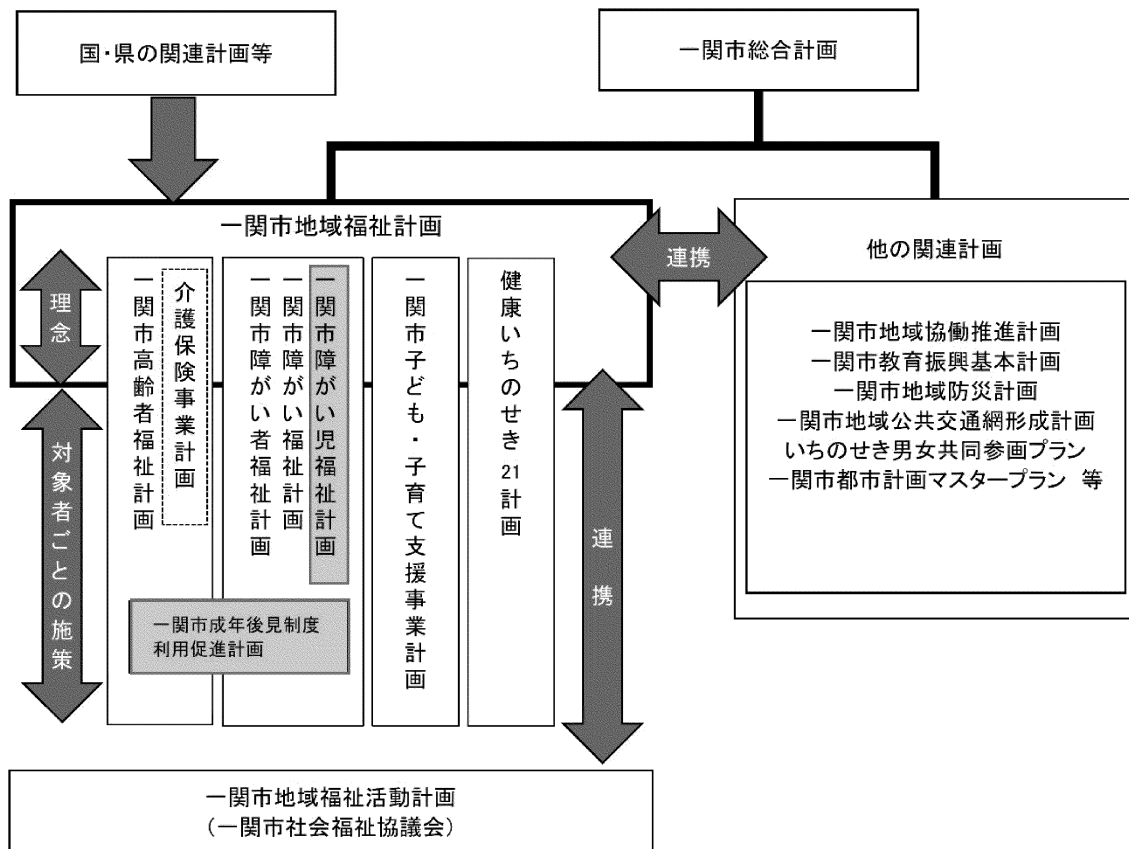 国・県の関連計画等
一関市総合計画
一関市地域福祉計画
連携
他の関連計画
理念
対象者ごとの施策
一関市高齢者福祉計画
介護保険事業計画
一関市障がい者福祉計画
一関市障がい福祉計画
一関市障がい児福祉計画
一関市成年後見制度
利用促進計画
一関市子ども・子育て支援事業計画
健康いちのせき21計画
連携
一関市地域協働推進計画
一関市教育振興基本計画
一関市地域防災計画
一関市地域公共交通網形成計画
いちのせき男女共同参画プラン
一関市都市計画マスタープラン 等
一関市地域福祉活動計画
(一関市社会福祉協議会)